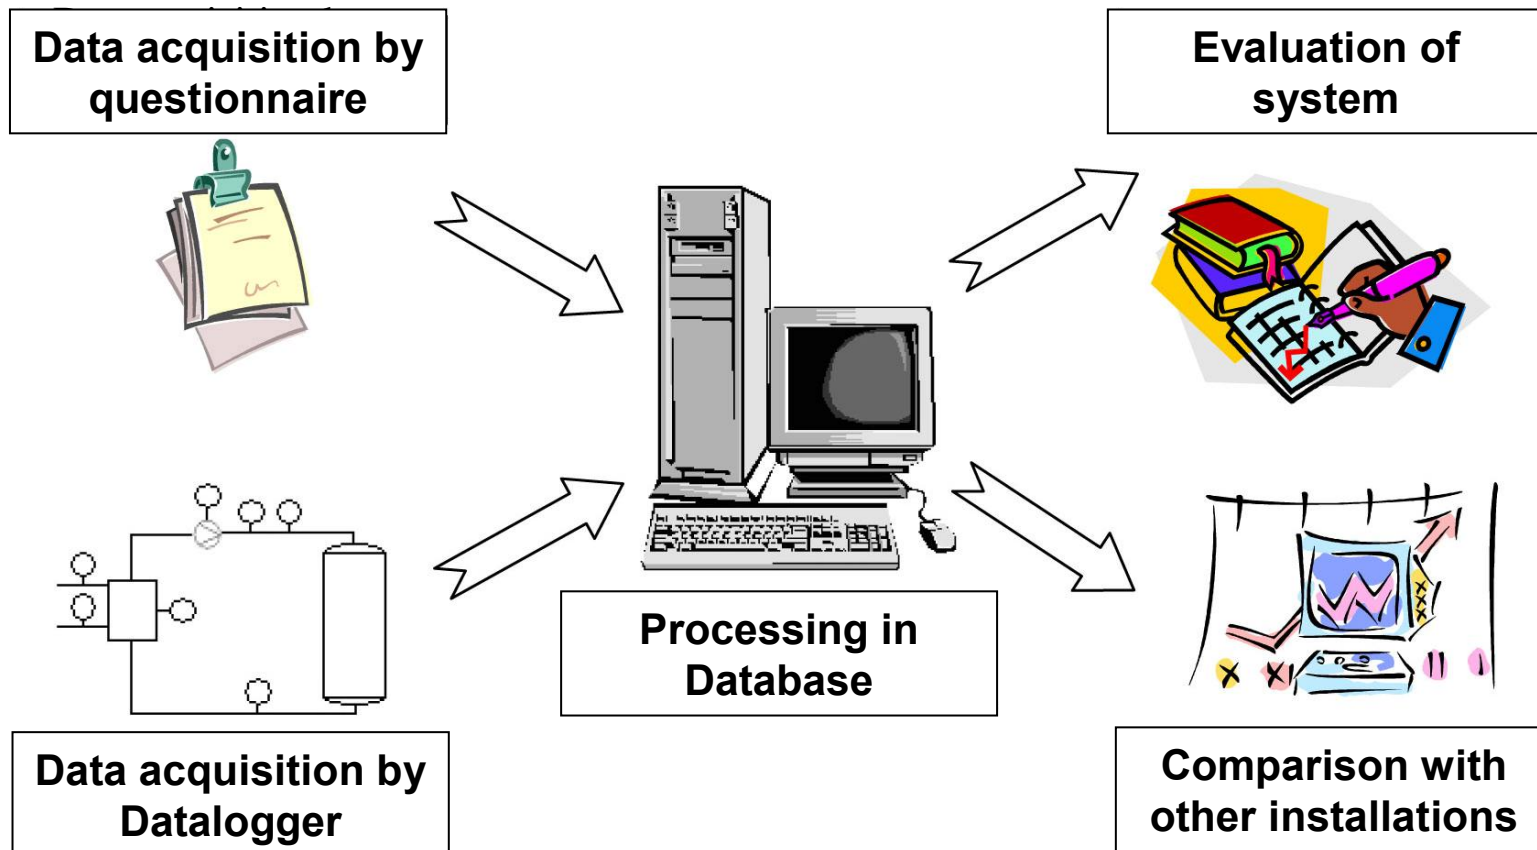 Data acquisition by
questionnaire
Evaluation of
system
Processing in
Database
Data acquisition by
Datalogger
Comparison with
other installations